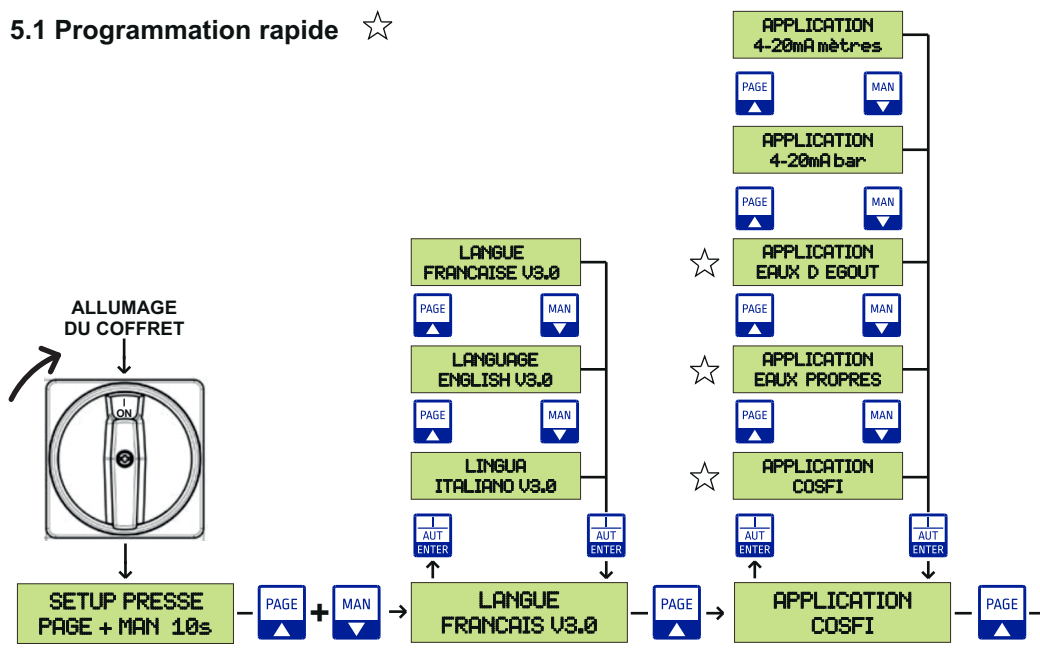 5.1 Programmation rapide
APPLICATION
4-20mA mètres
PAGE
MAN
APPLICATION
4-20mA bar
PAGE
MAN
LANGUE
FRANCAISE V3.0
APPLICATION
EAUX D EGOUT
PAGE
MAN
PAGE
MAN
ALLUMAGE
DU COFFRET
LANGUAGE
ENGLISH V3.0
APPLICATION
EAUX PROPRES
I
ON
PAGE
MAN
PAGE
MAN
LINGUA
ITALIANO V3.0
APPLICATION
COSFI
I
AUT
ENTER
I
AUT
ENTER
I
AUT
ENTER
I
AUT
ENTER
SETUP PRESSE
PAGE + MAN 10s
PAGE
+
MAN
LANGUE
FRANCAIS V3.0
PAGE
APPLICATION
COSFI
PAGE